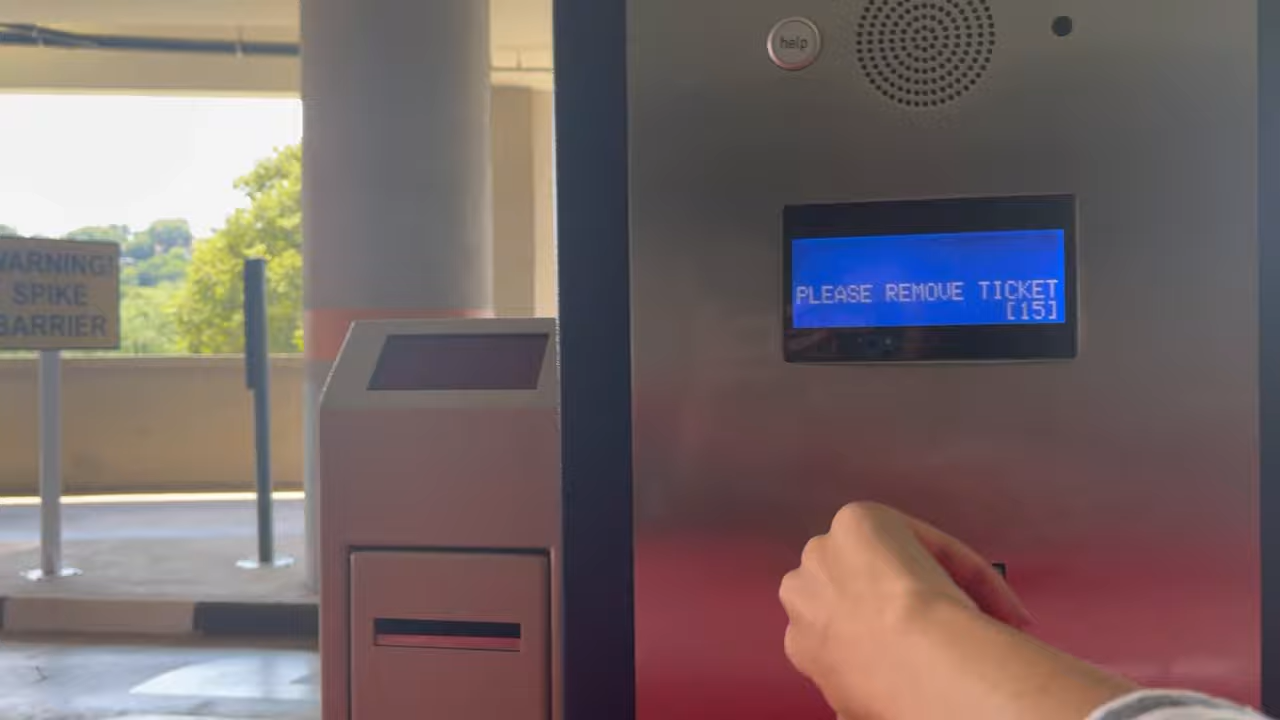 help
PLEASE REMOVE TICKET
[15]
WARNING!
SPIKE
BARRIER